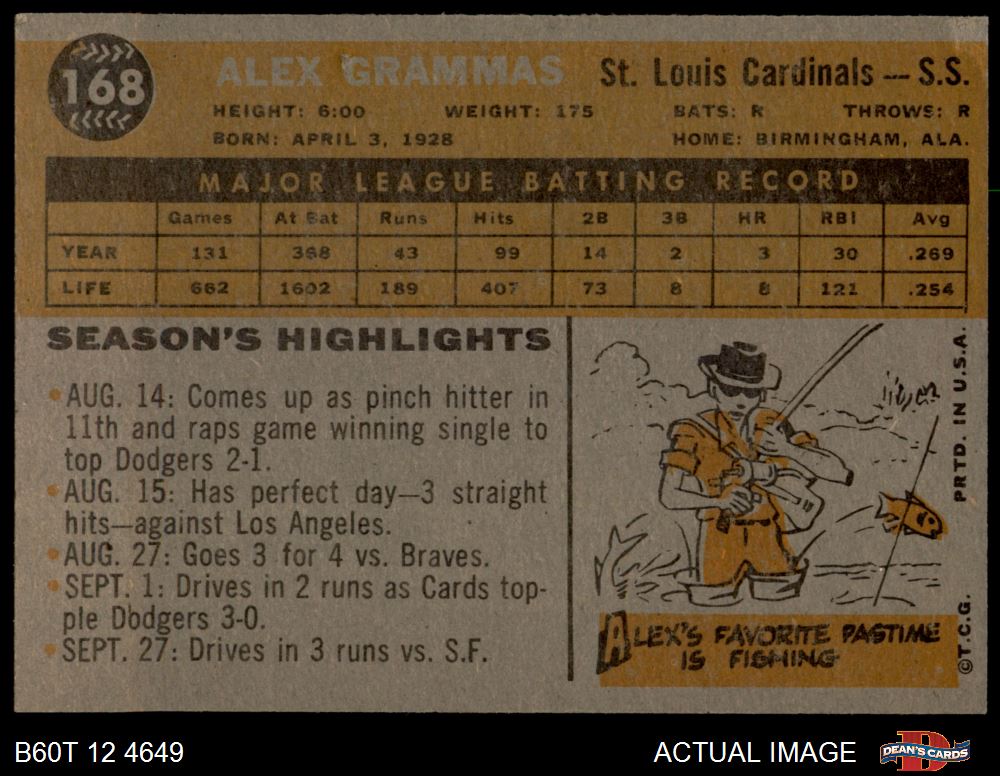 168
ALEX GRAMMAS St. Louis Cardinals — S.S.
HEIGHT: 6:00 WEIGHT: 175 BATS: R THROWS: R
BORN: APRIL 3, 1928 HOME: BIRMINGHAM, ALA.
MAJOR LEAGUE BATTING RECORD
Games At Bat Runs Hits 2B 3B HR RBI Avg
YEAR 131 368 43 99 14 2 3 30 .269
LIFE 662 1602 189 407 73 8 8 121 .254
SEASON'S HIGHLIGHTS
•AUG. 14: Comes up as pinch hitter in
11th and raps game winning single to
top Dodgers 2-1.
•AUG. 15: Has perfect day—3 straight
hits—against Los Angeles.
•AUG. 27: Goes 3 for 4 vs. Braves.
•SEPT. 1: Drives in 2 runs as Cards top-
ple Dodgers 3-0.
•SEPT. 27: Drives in 3 runs vs. S.F.
ALEX'S FAVORITE PASTIME
IS FISHING
©T.C.G. PRTD. IN U.S.A.
B60T 12 4649 ACTUAL IMAGE DEAN'S CARDS